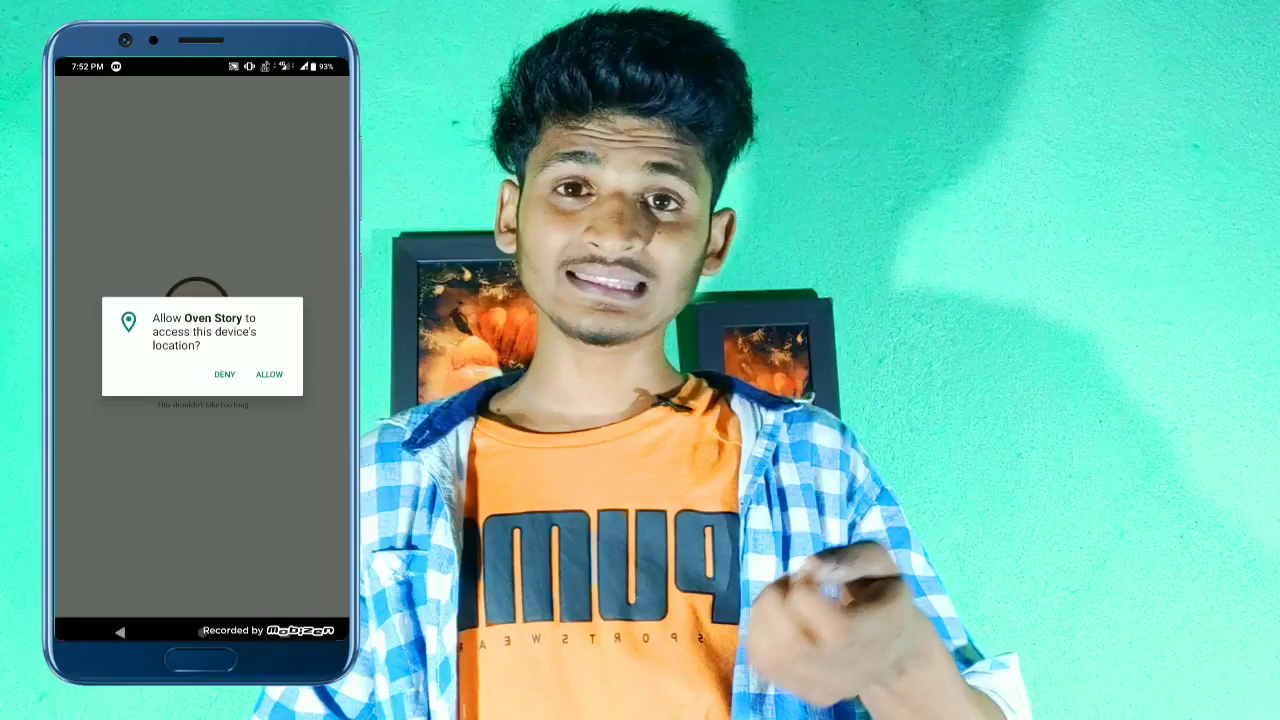 7:52 PM
93%
Allow Oven Story to
access this device's
location?
DENY ALLOW
This shouldn't take too long
Recorded by Mobizen
PUMA
SPORTSWEAR